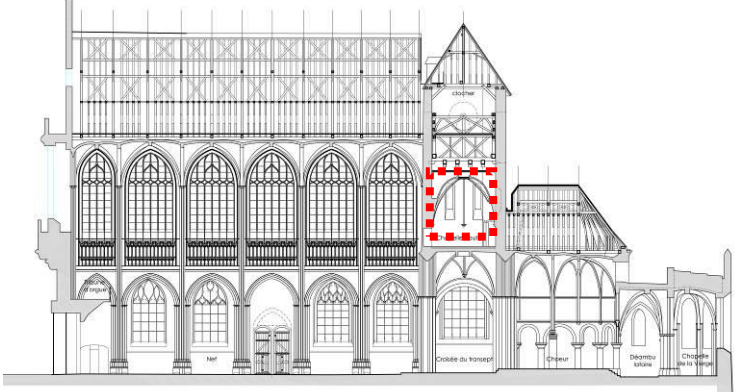 clocher
Tribune
d'orgue
Nef
Croisée du transept
Choeur
Déambu
latoire
Chapelle
de la Vierge